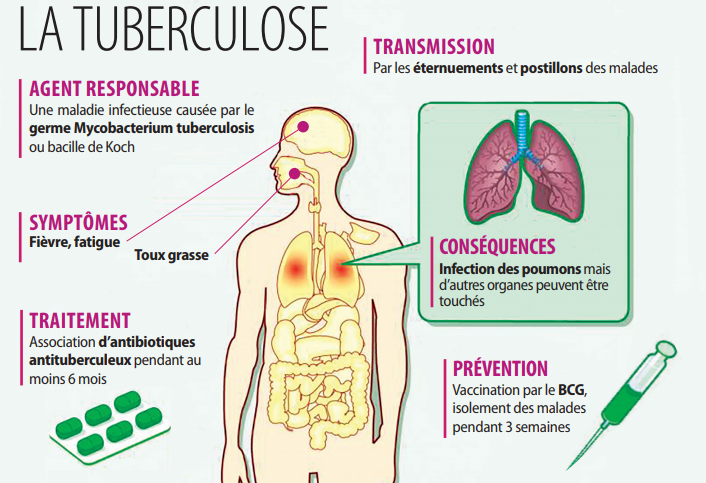 LA TUBERCULOSE
TRANSMISSION
Par les éternuements et postillons des malades
AGENT RESPONSABLE
Une maladie infectieuse causée par le
germe Mycobacterium tuberculosis
ou bacille de Koch
SYMPTÔMES
Fièvre, fatigue
Toux grasse
CONSÉQUENCES
Infection des poumons mais
d'autres organes peuvent être
touchés
TRAITEMENT
Association d'antibiotiques
antituberculeux pendant au
moins 6 mois
PRÉVENTION
Vaccination par le BCG,
isolement des malades
pendant 3 semaines